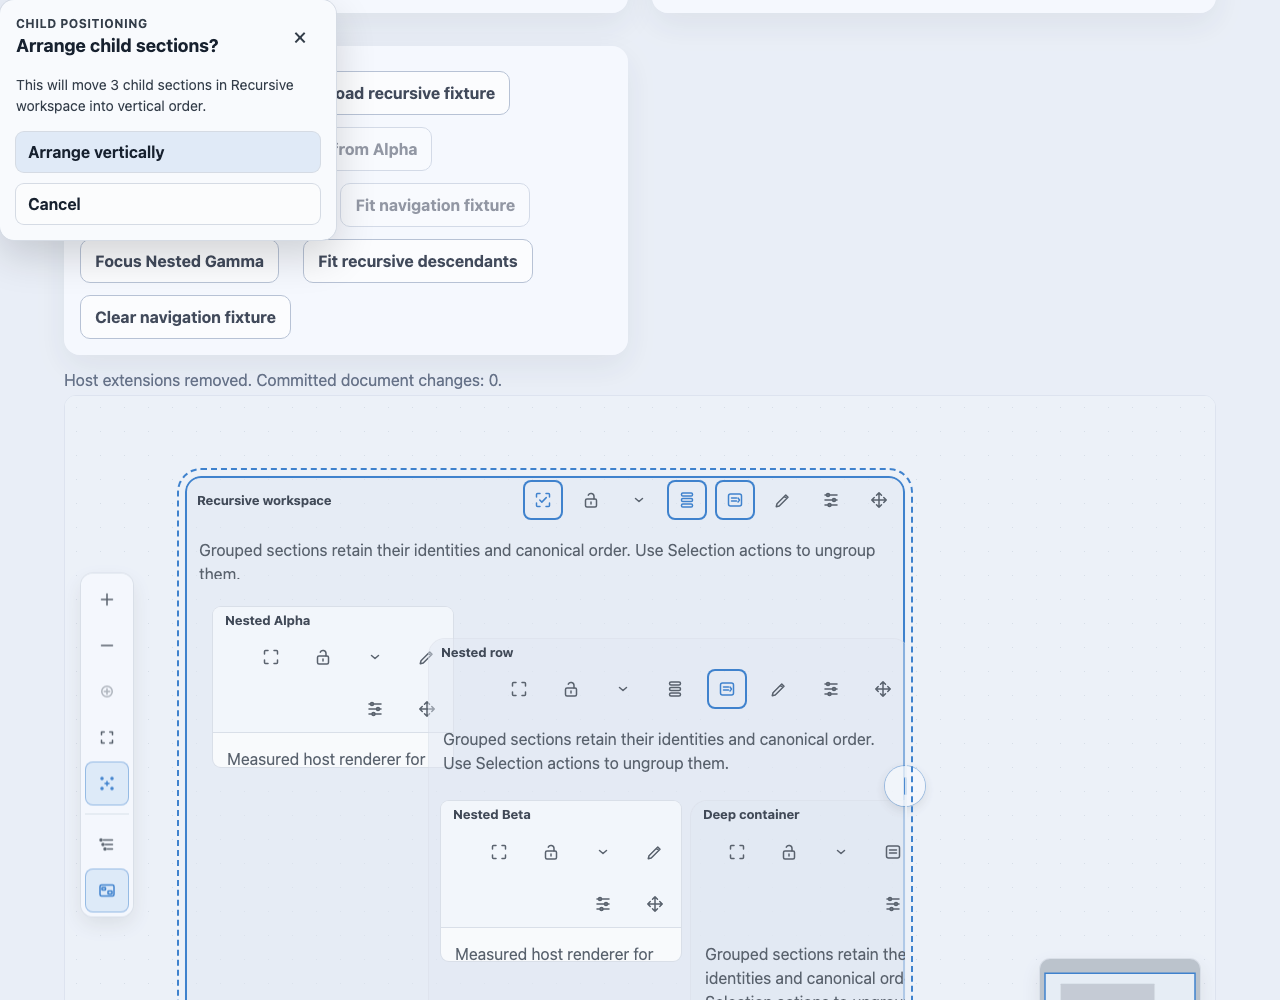 CHILD POSITIONING
Arrange child sections?
This will move 3 child sections in Recursive
workspace into vertical order.
Arrange vertically
Cancel
oad recursive fixture
from Alpha
Fit navigation fixture
Focus Nested Gamma
Fit recursive descendants
Clear navigation fixture
Host extensions removed. Committed document changes: 0.
Recursive workspace
Grouped sections retain their identities and canonical order. Use Selection actions to ungroup
them.
Nested Alpha
Measured host renderer for
Nested row
Grouped sections retain their identities and canonical order.
Use Selection actions to ungroup them.
Nested Beta
Measured host renderer for
Deep container
Grouped sections retain the
identities and canonical ord
Selection actions to